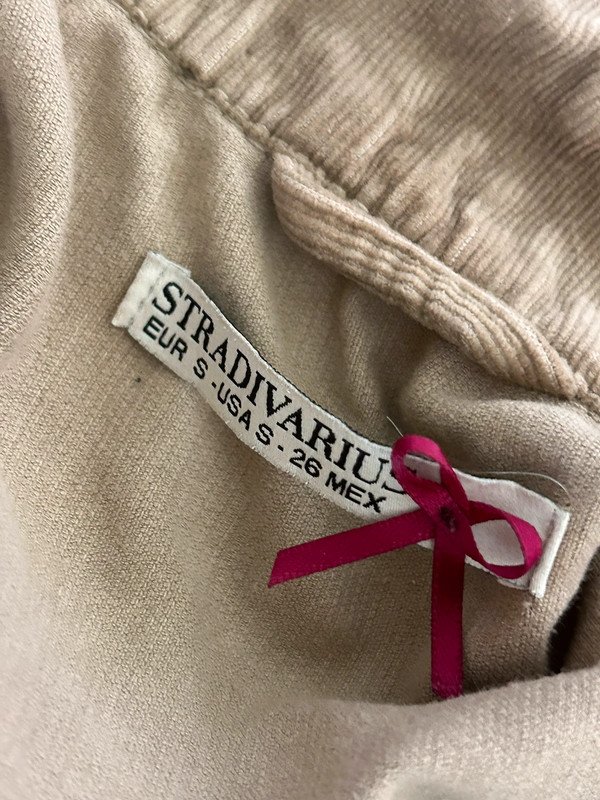 STRADIVARIUS
EUR S - USA S - 26 MEX